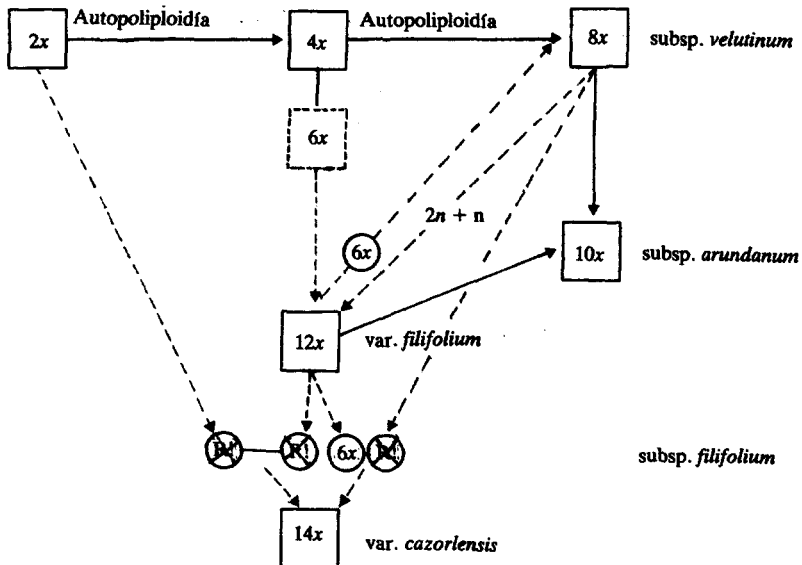 Autopoliploidía Autopoliploidía
2x 4x 8x subsp. velutinum
6x
2n + n
6x 10x subsp. arundanum
12x var. filifolium
R! R! 6x R! subsp. filifolium
14x var. cazorlensis